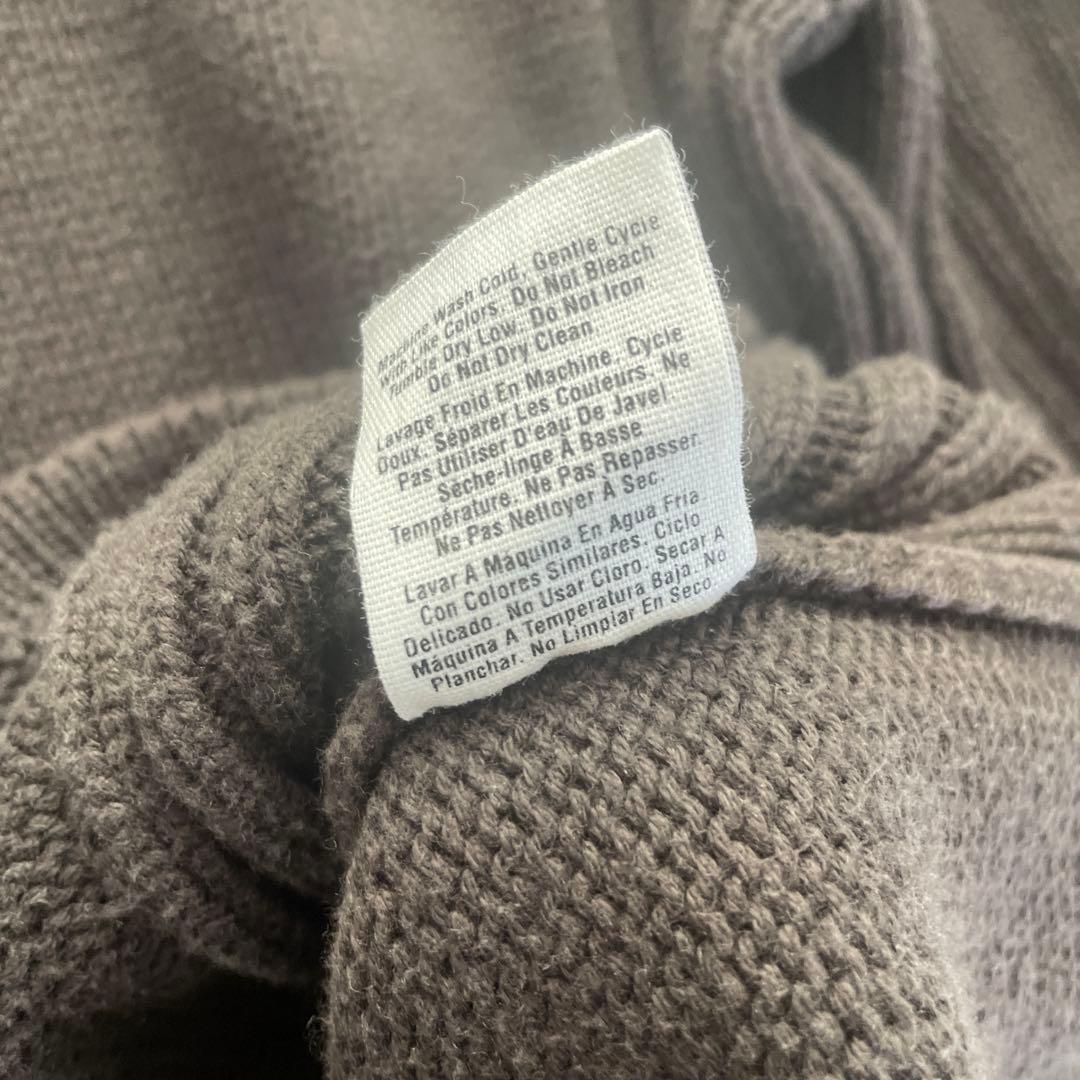 Machine Wash Cold, Gentle Cycle
With Like Colors. Do Not Bleach
Tumble Dry Low. Do Not Iron
Do Not Dry Clean
Lavage Froid En Machine, Cycle
Doux. Séparer Les Couleurs. Ne
Pas Utiliser D'eau De Javel.
Sèche-linge À Basse
Température. Ne Pas Repasser.
Ne Pas Nettoyer À Sec.
Lavar A Máquina En Agua Fria.
Con Colores Similares. Ciclo
Delicado. No Usar Cloro. Secar A
Máquina A Temperatura Baja. No
Planchar. No Limpiar En Seco.